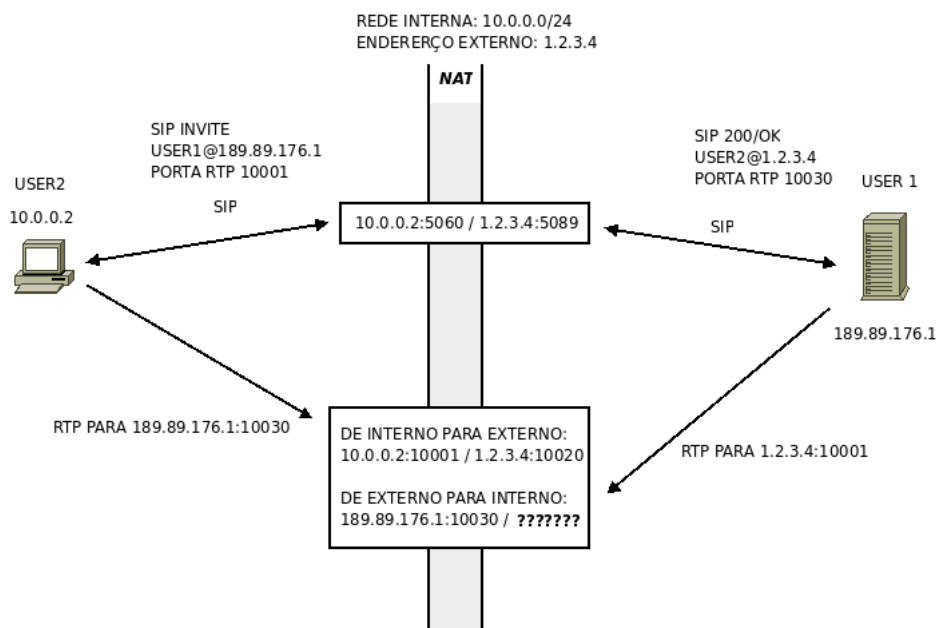 REDE INTERNA: 10.0.0.0/24
ENDERERÇO EXTERNO: 1.2.3.4
NAT
SIP INVITE
USER1@189.89.176.1
PORTA RTP 10001
SIP 200/OK
USER2@1.2.3.4
PORTA RTP 10030
USER2
10.0.0.2
SIP
10.0.0.2:5060 / 1.2.3.4:5089
SIP
USER 1
189.89.176.1
RTP PARA 189.89.176.1:10030
DE INTERNO PARA EXTERNO:
10.0.0.2:10001 / 1.2.3.4:10020
DE EXTERNO PARA INTERNO:
189.89.176.1:10030 / ???????
RTP PARA 1.2.3.4:10001